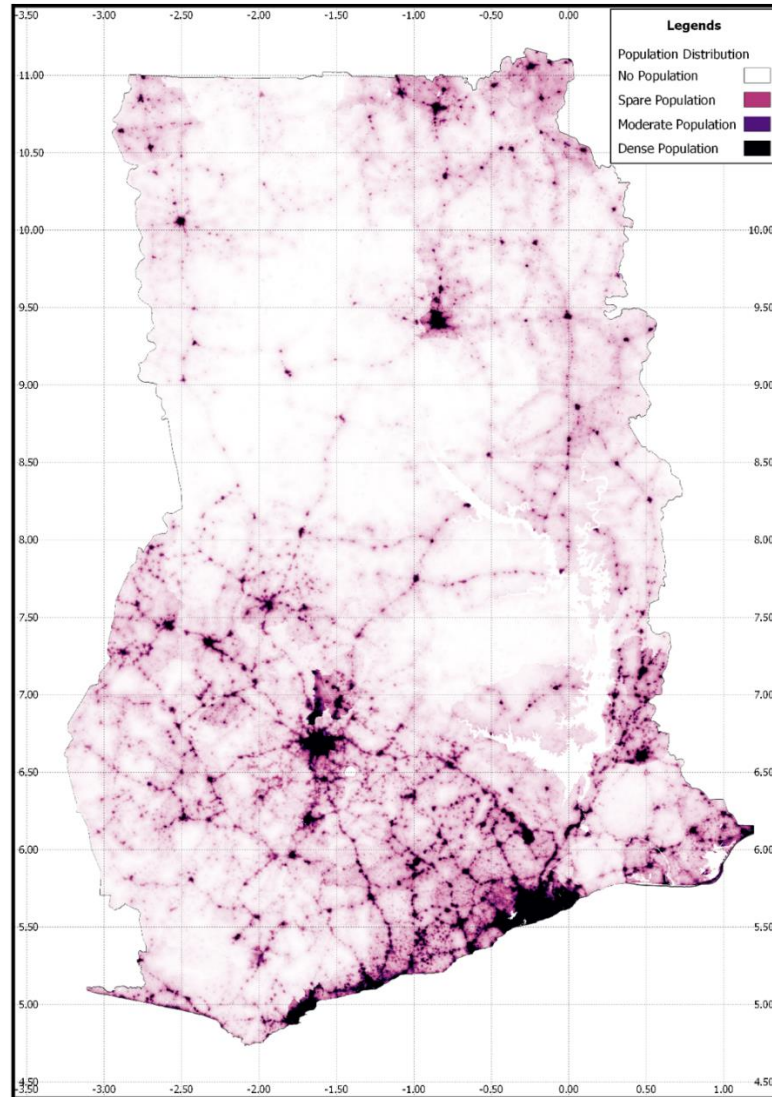 -3.50 -3.00 -2.50 -2.00 -1.50 -1.00 -0.50 0.00
Legends
Population Distribution
No Population
Spare Population
Moderate Population
Dense Population
11.00
10.50
10.00 10.00
9.50 9.50
9.00 9.00
8.50 8.50
8.00 8.00
7.50 7.50
7.00 7.00
6.50 6.50
6.00 6.00
5.50 5.50
5.00 5.00
4.50 4.50
-3.50 -3.00 -2.50 -2.00 -1.50 -1.00 -0.50 0.00 0.50 1.00